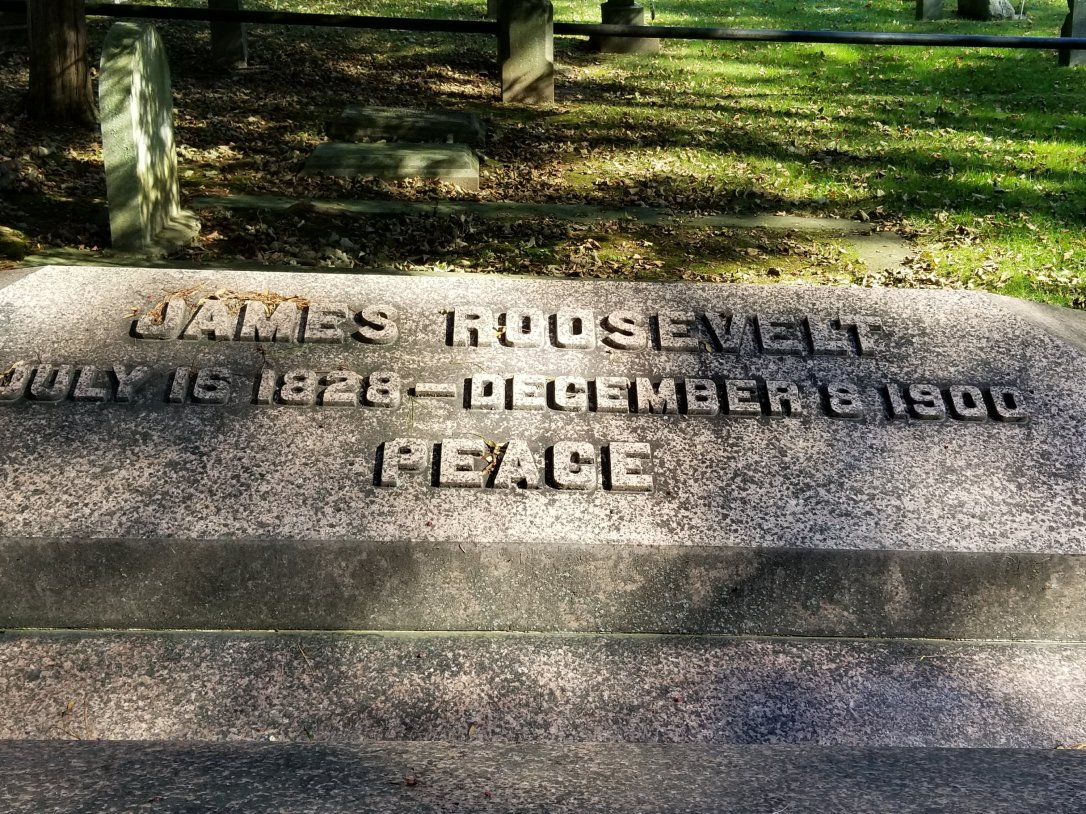 JAMES ROOSEVELT
JULY 16 1828 — DECEMBER 8 1900
PEACE